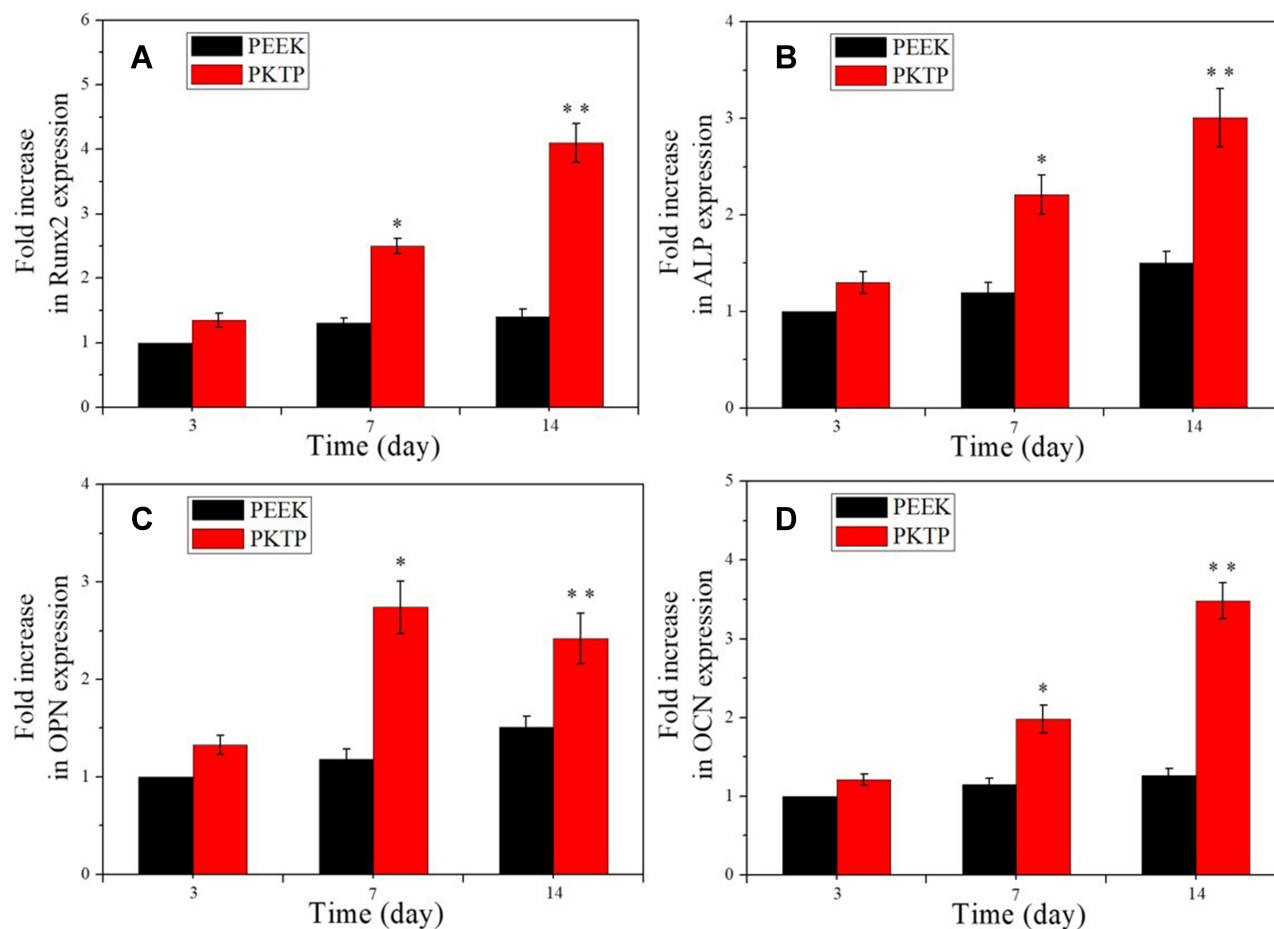 A
PEEK
PKTP
Fold increase
in Runx2 expression
6
5
4
3
2
1
0
*
* *
3 7 14
Time (day)
B
PEEK
PKTP
Fold increase
in ALP expression
4
3
2
1
0
*
* *
3 7 14
Time (day)
C
PEEK
PKTP
Fold increase
in OPN expression
4
3
2
1
0
*
* *
3 7 14
Time (day)
D
PEEK
PKTP
Fold increase
in OCN expression
5
4
3
2
1
0
*
* *
3 7 14
Time (day)